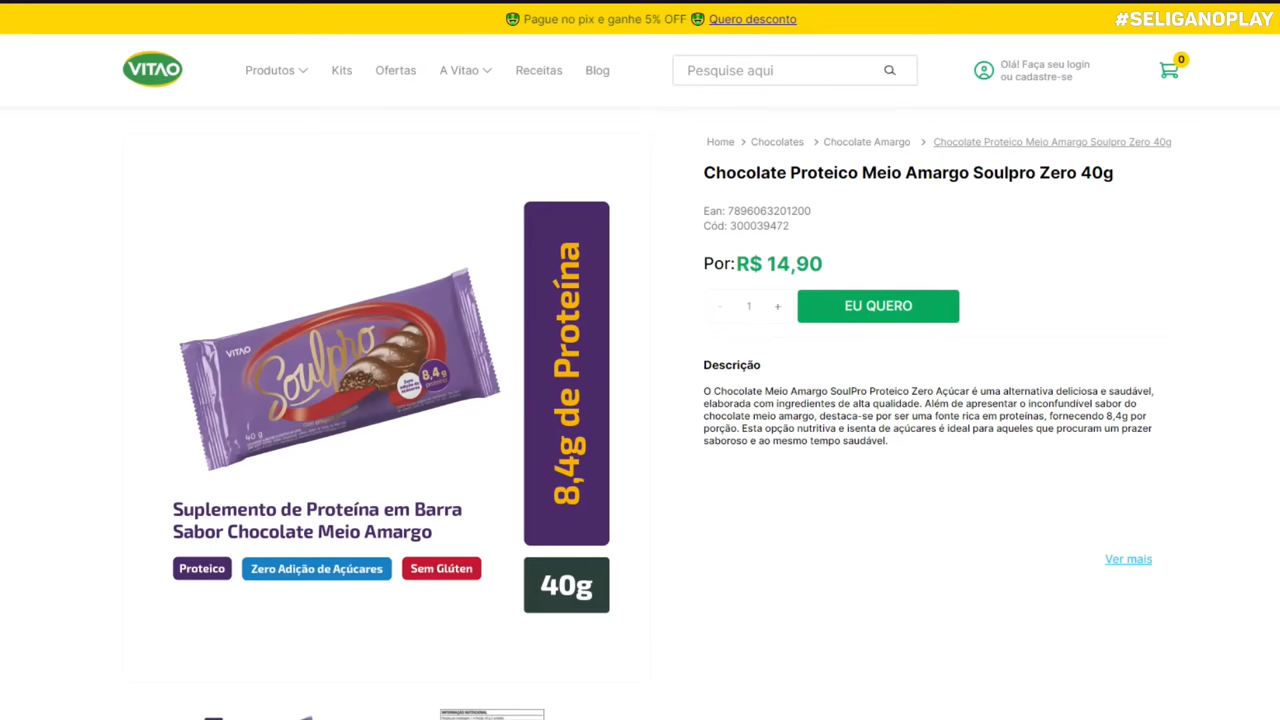 Pague no pix e ganhe 5% OFF Quero desconto
#SELIGANOPLAY
VITAO
Produtos
Kits
Ofertas
A Vitao
Receitas
Blog
Pesquise aqui
Olá! Faça seu login
ou cadastre-se
0
Home > Chocolates > Chocolate Amargo > Chocolate Proteico Meio Amargo Soulpro Zero 40g
Chocolate Proteico Meio Amargo Soulpro Zero 40g
Ean: 7896063201200
Cód: 300039472
Por: R$ 14,90
- 1 +
EU QUERO
Descrição
O Chocolate Meio Amargo SoulPro Proteico Zero Açúcar é uma alternativa deliciosa e saudável,
elaborada com ingredientes de alta qualidade. Além de apresentar o inconfundível sabor do
chocolate meio amargo, destaca-se por ser uma fonte rica em proteínas, fornecendo 8,4g por
porção. Esta opção nutritiva e isenta de açúcares é ideal para aqueles que procuram um prazer
saboroso e ao mesmo tempo saudável.
Ver mais
VITAO
Soulpro
Zero
8,4g
proteína
40 g
8,4g de Proteína
40g
Suplemento de Proteína em Barra
Sabor Chocolate Meio Amargo
Proteico
Zero Adição de Açúcares
Sem Glúten
INFORMAÇÃO NUTRICIONAL